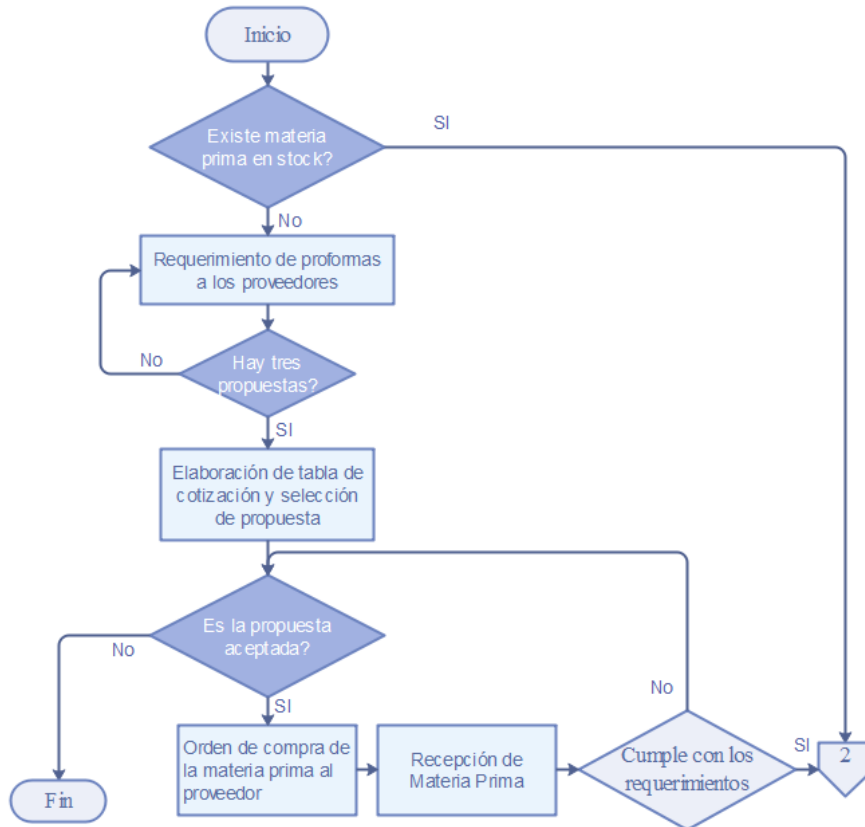 Inicio
Existe materia
prima en stock?
SI
No
Requerimiento de proformas
a los proveedores
No
Hay tres
propuestas?
SI
Elaboración de tabla de
cotización y selección
de propuesta
Es la propuesta
aceptada?
No
SI
No
Orden de compra de
la materia prima al
proveedor
Recepción de
Materia Prima
Cumple con los
requerimientos
SI
2
Fin